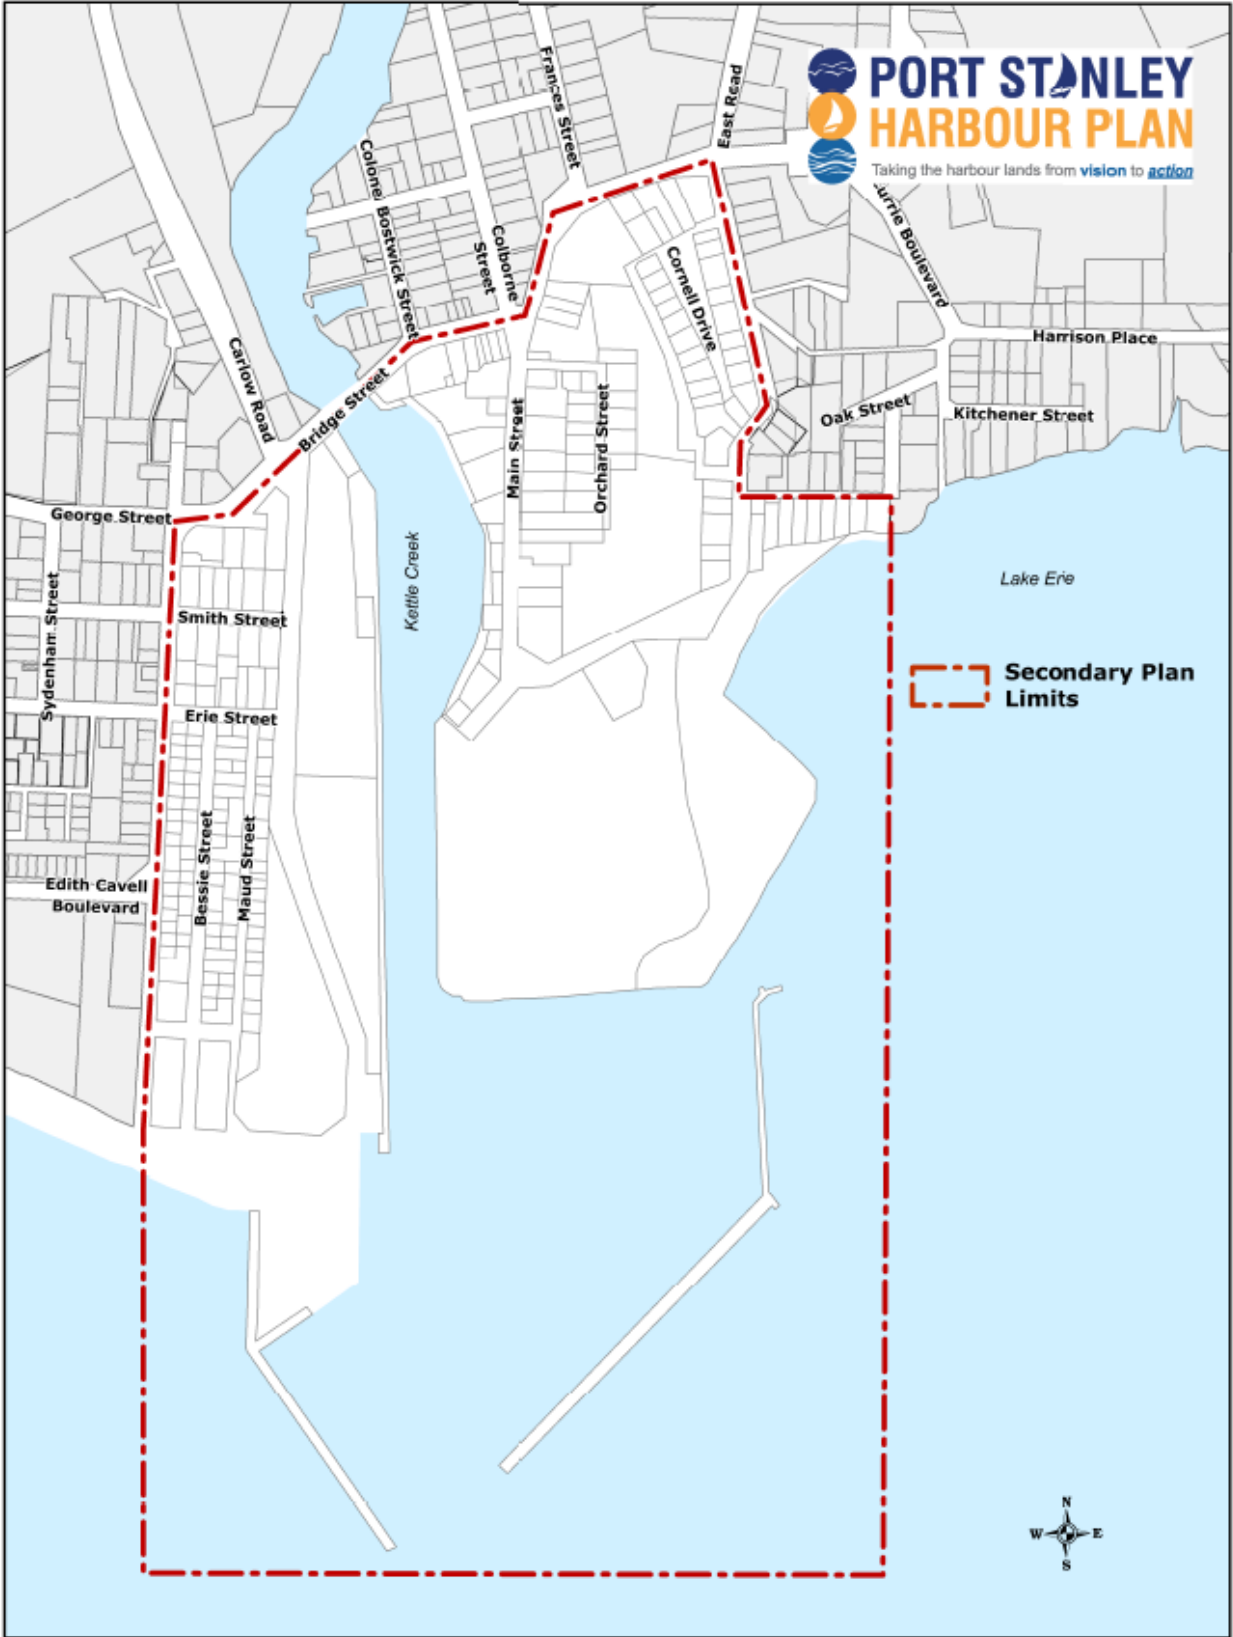 PORT STANLEY
HARBOUR PLAN
Taking the harbour lands from vision to action
Frances Street
East Road
Colonel Bostwick Street
Colborne
Street
Boulevard
Cornell Drive
Harrison Place
Carlow Road
Bridge Street
Oak Street
Kitchener Street
Main Street
Orchard Street
George Street
Kettle Creek
Lake Erie
Sydenham Street
Smith Street
Secondary Plan
Limits
Erie Street
Bessie Street
Maud Street
Edith Cavell
Boulevard
N
W E
S